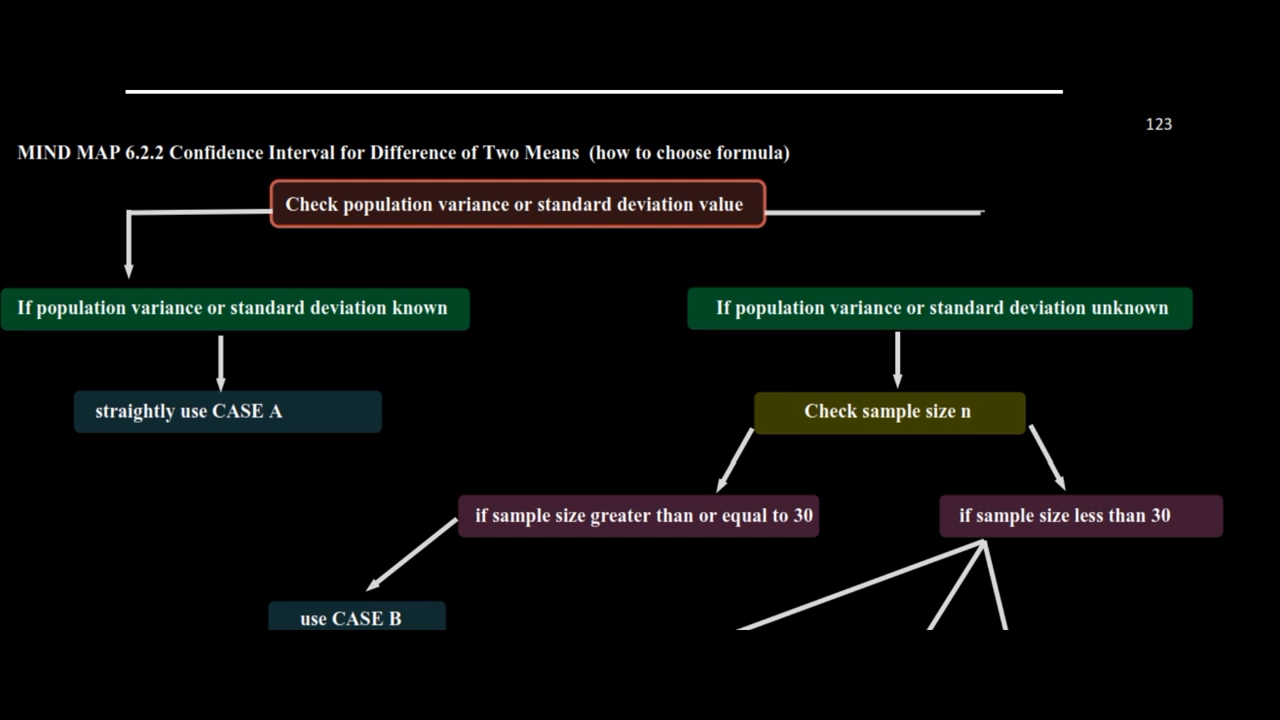 123
MIND MAP 6.2.2 Confidence Interval for Difference of Two Means (how to choose formula)
Check population variance or standard deviation value
If population variance or standard deviation known
If population variance or standard deviation unknown
straightly use CASE A
Check sample size n
if sample size greater than or equal to 30
if sample size less than 30
use CASE B